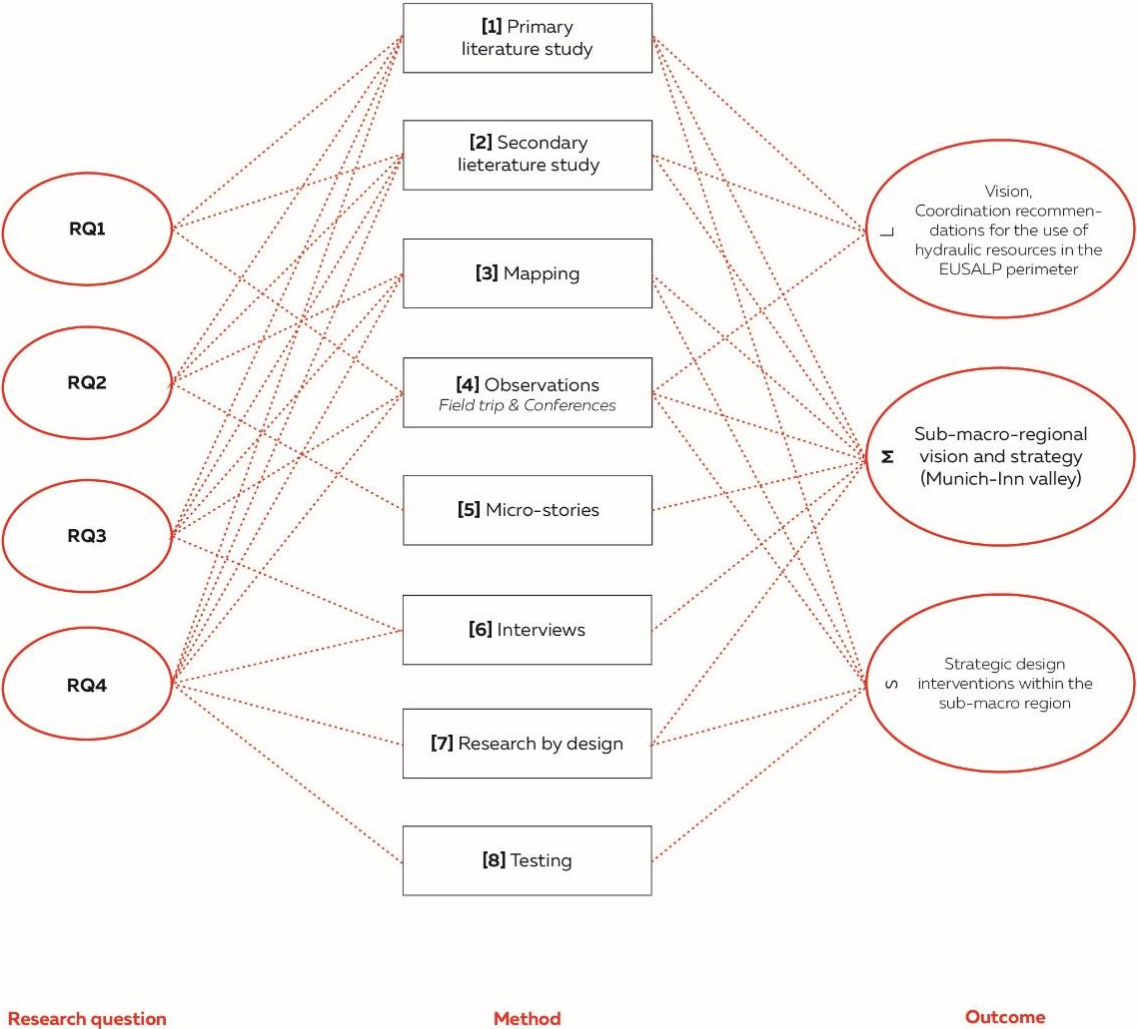 [1] Primary
literature study
[2] Secondary
lieterature study
[3] Mapping
[4] Observations
Field trip & Conferences
[5] Micro-stories
[6] Interviews
[7] Research by design
[8] Testing
RQ1
RQ2
RQ3
RQ4
L
Vision,
Coordination recommen-
dations for the use of
hydraulic resources in the
EUSALP perimeter
M
Sub-macro-regional
vision and strategy
(Munich-Inn valley)
S
Strategic design
interventions within the
sub-macro region
Research question
Method
Outcome